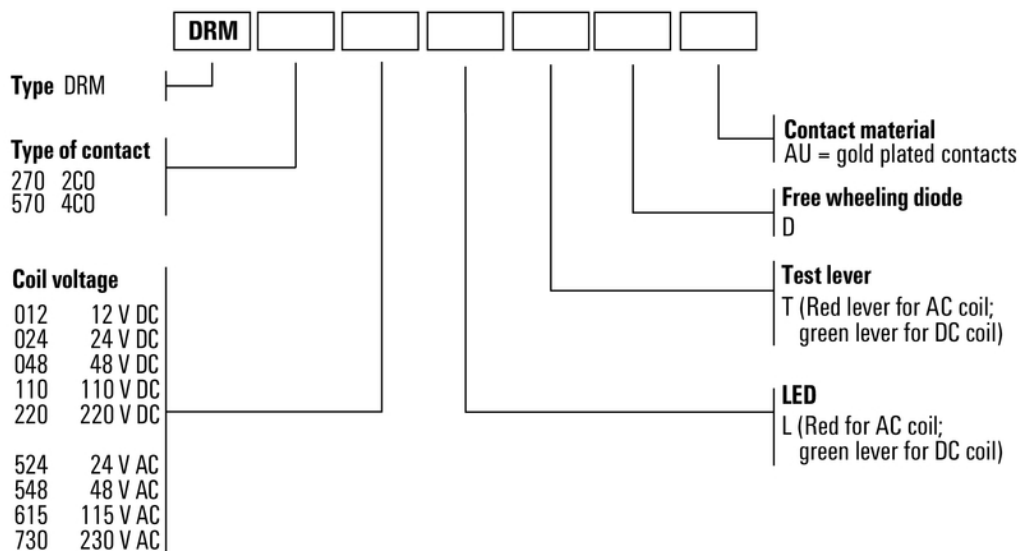 DRM
Type DRM
Type of contact
270 2CO
570 4CO
Coil voltage
012 12 V DC
024 24 V DC
048 48 V DC
110 110 V DC
220 220 V DC
524 24 V AC
548 48 V AC
615 115 V AC
730 230 V AC
Contact material
AU = gold plated contacts
Free wheeling diode
D
Test lever
T (Red lever for AC coil;
green lever for DC coil)
LED
L (Red for AC coil;
green lever for DC coil)